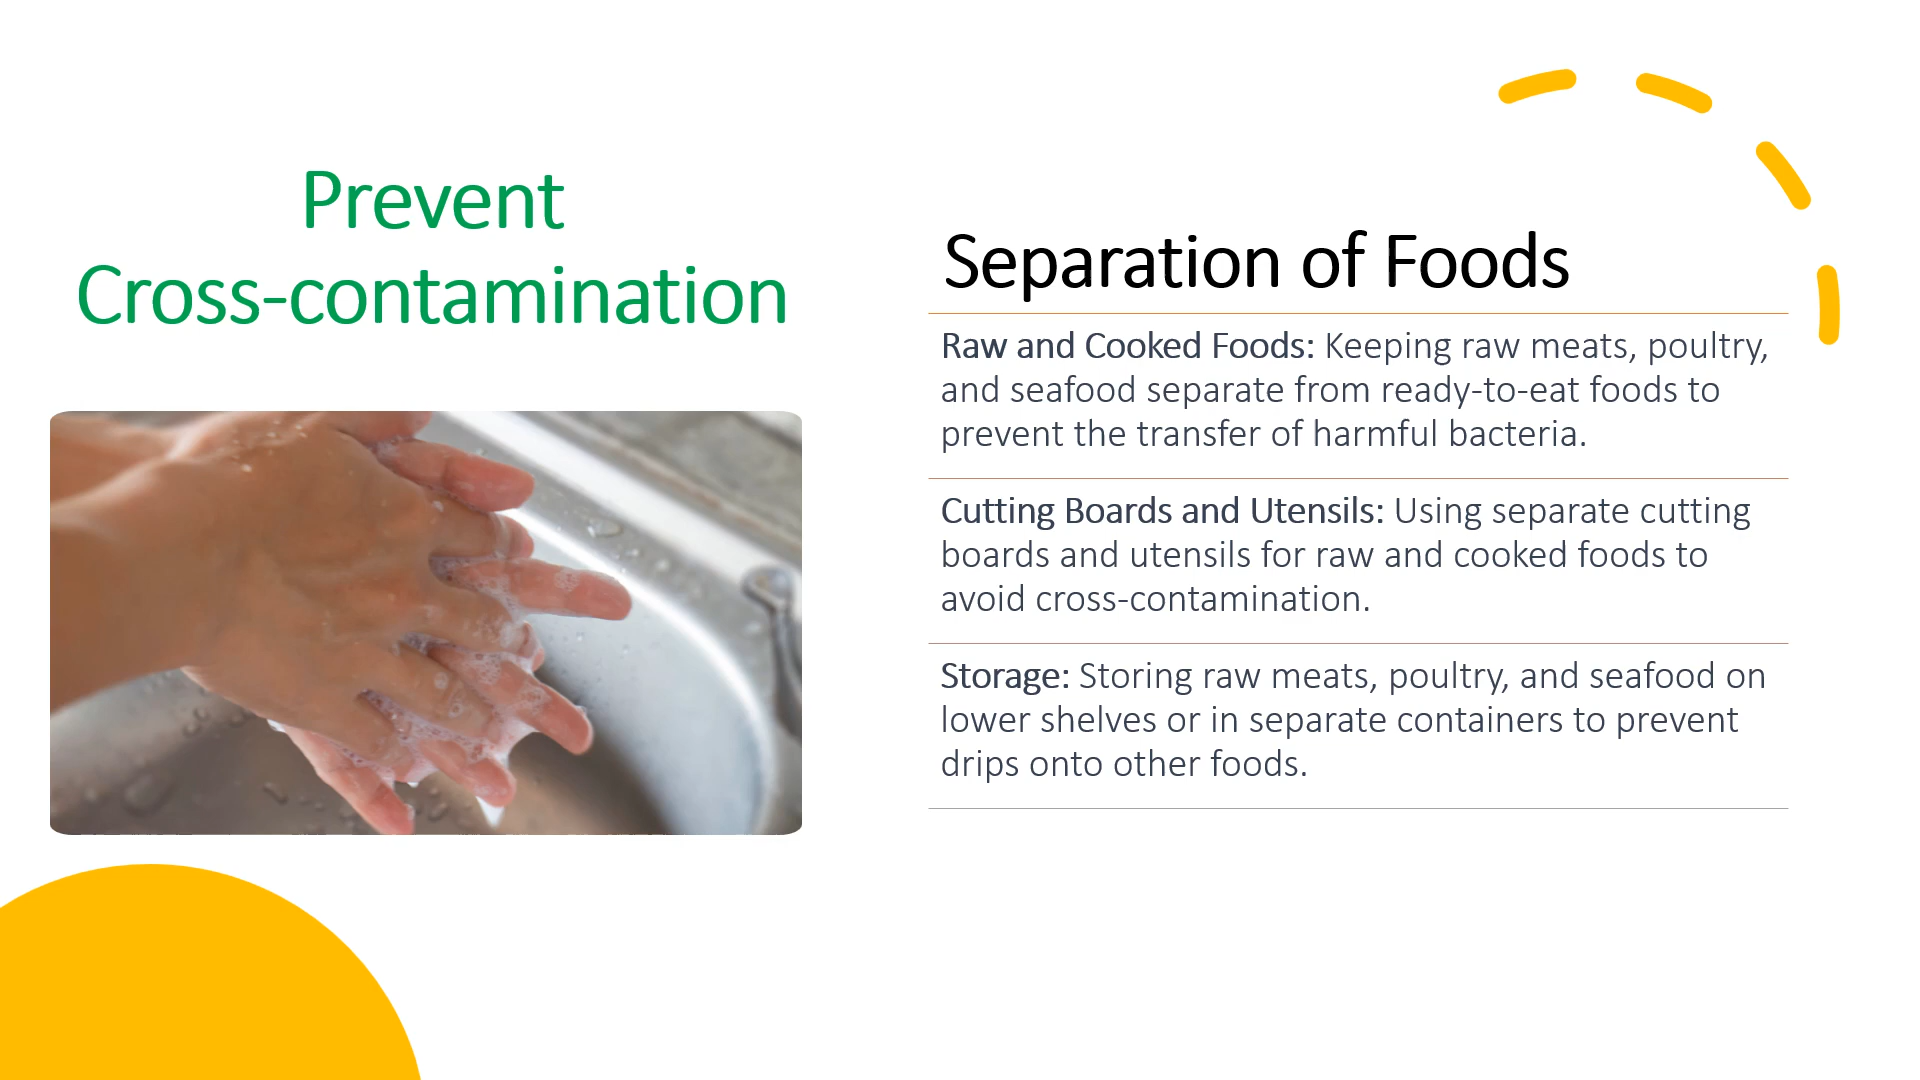 Prevent
Cross-contamination
Separation of Foods
Raw and Cooked Foods: Keeping raw meats, poultry,
and seafood separate from ready-to-eat foods to
prevent the transfer of harmful bacteria.
Cutting Boards and Utensils: Using separate cutting
boards and utensils for raw and cooked foods to
avoid cross-contamination.
Storage: Storing raw meats, poultry, and seafood on
lower shelves or in separate containers to prevent
drips onto other foods.